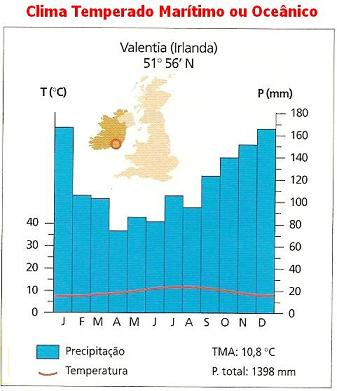 Clima Temperado Marítimo ou Oceânico
Valentia (Irlanda)
51° 56' N
T (°C)
P (mm)
180
160
140
120
100
80
60
40
20
0
40
30
20
10
0
J F M A M J J A S O N D
Precipitação
TMA: 10,8 °C
Temperatura
P. total: 1398 mm